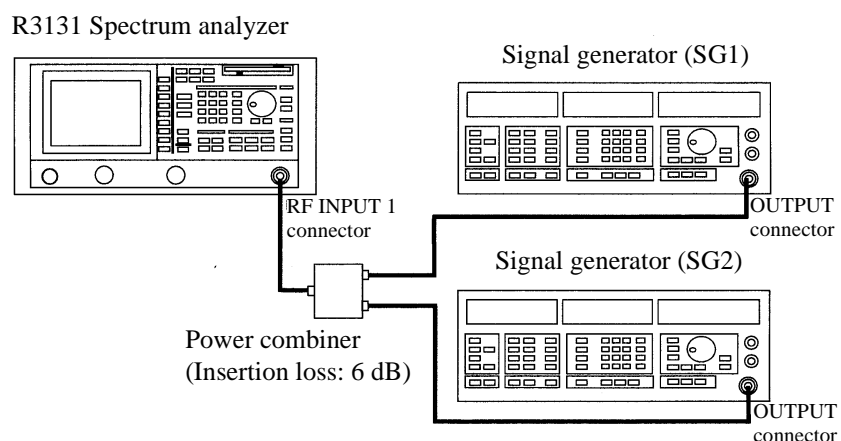 R3131 Spectrum analyzer
Signal generator (SG1)
RF INPUT 1
connector
OUTPUT
connector
Signal generator (SG2)
Power combiner
(Insertion loss: 6 dB)
OUTPUT
connector